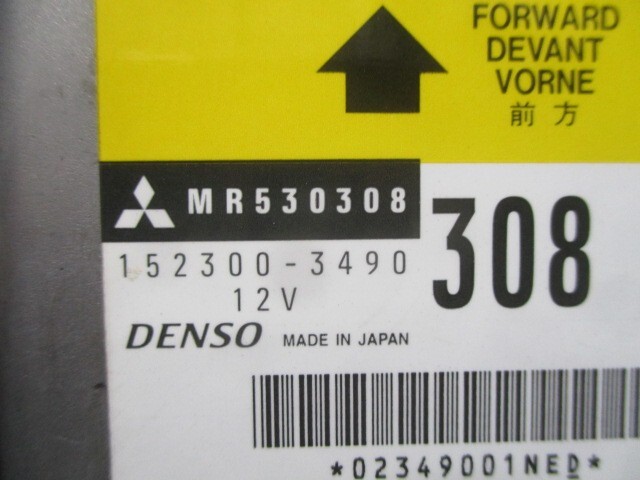 FORWARD
DEVANT
VORNE
前方
MR530308
308
152300-3490
12V
DENSO MADE IN JAPAN
*02349001NED*